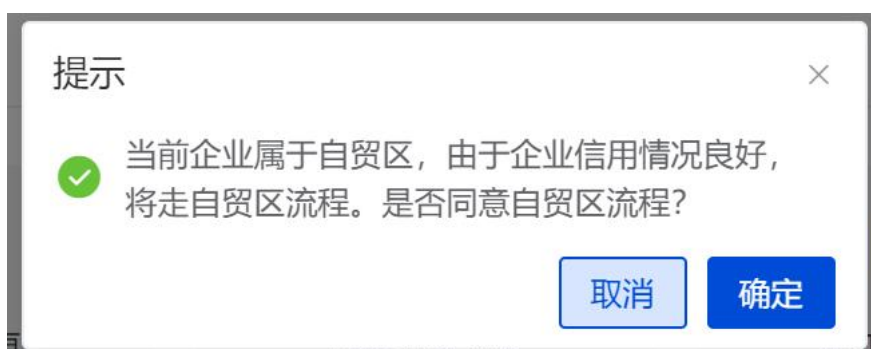 提示
当前企业属于自贸区，由于企业信用情况良好，
将走自贸区流程。是否同意自贸区流程？
取消
确定